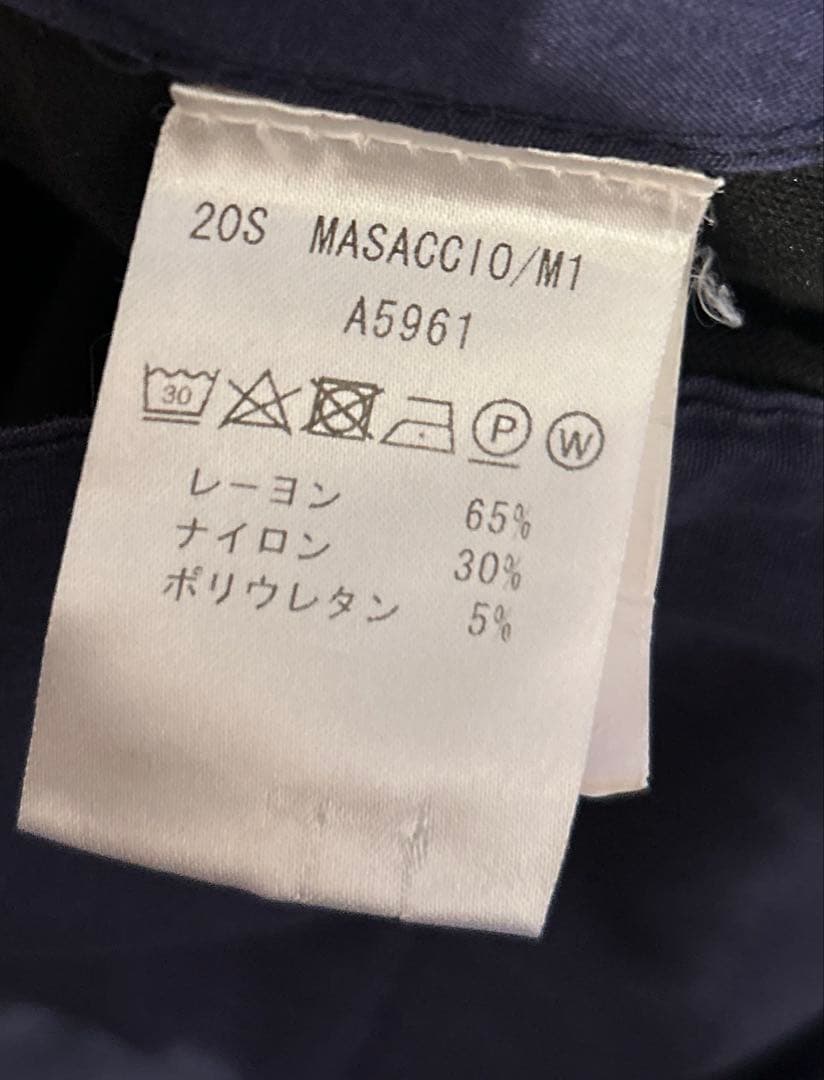 20S MASACCIO/M1
A5961
30 P W
レーヨン 65%
ナイロン 30%
ポリウレタン 5%